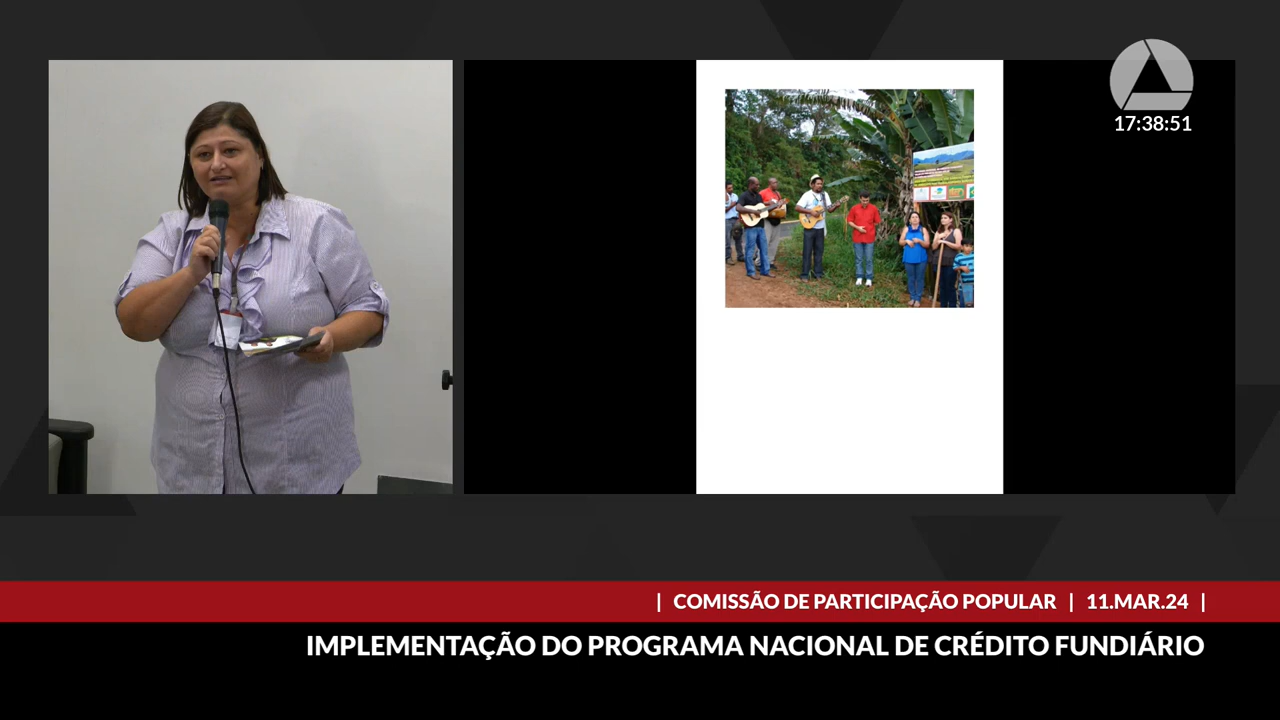 17:38:51
| COMISSÃO DE PARTICIPAÇÃO POPULAR | 11.MAR.24 |
IMPLEMENTAÇÃO DO PROGRAMA NACIONAL DE CRÉDITO FUNDIÁRIO